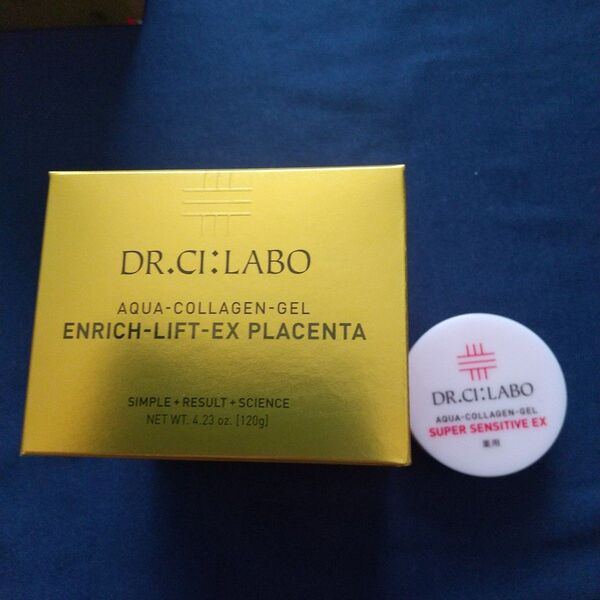 DR.CI:LABO
AQUA-COLLAGEN-GEL
ENRICH-LIFT-EX PLACENTA
SIMPLE + RESULT + SCIENCE
NET WT. 4.23 oz. [120g]
DR.CI:LABO
AQUA-COLLAGEN-GEL
SUPER SENSITIVE EX
薬用